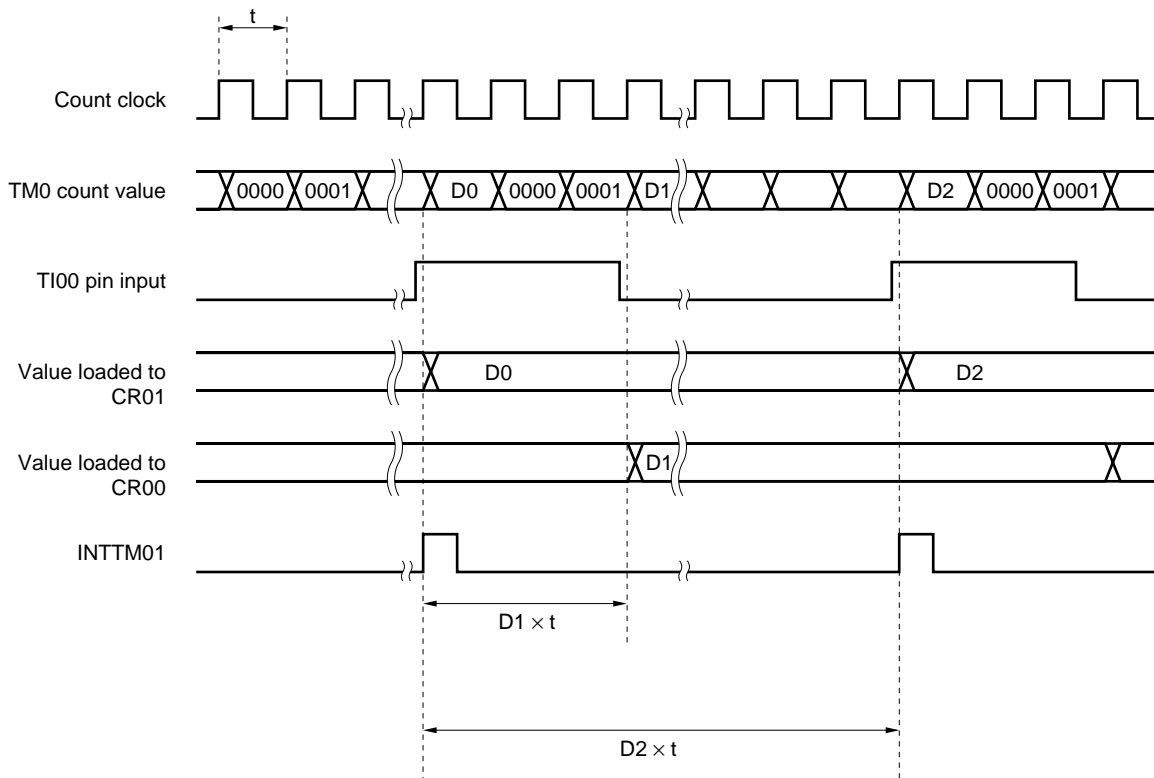 t
Count clock
TM0 count value
0000 0001 D0 0000 0001 D1 D2 0000 0001
TI00 pin input
Value loaded to
CR01
D0 D2
Value loaded to
CR00
D1
INTTM01
D1 × t
D2 × t